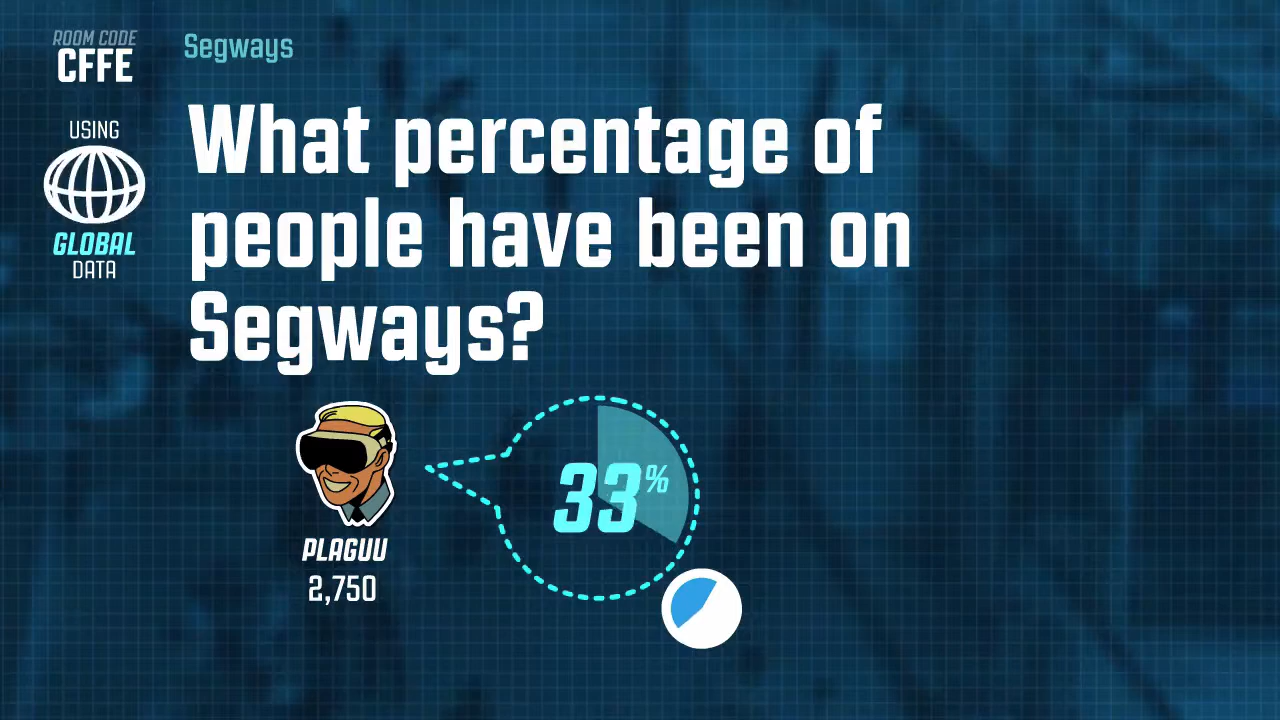 ROOM CODE
CFFE
Segways
USING
GLOBAL
DATA
What percentage of
people have been on
Segways?
33%
PLAGUU
2,750